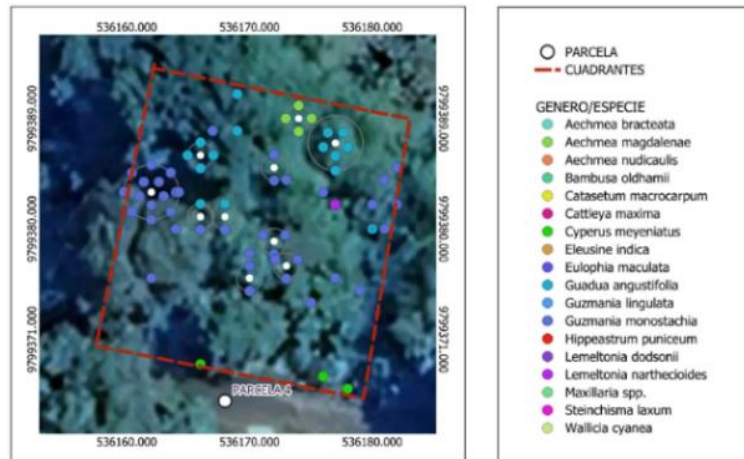 536160.000 536170.000 536180.000
9799389.000
9799389.000
9799380.000
9799380.000
9799371.000
9799371.000
PARCELA 4
536160.000 536170.000 536180.000
PARCELA
CUADRANTES
GENERO/ESPECIE
Aechmea bracteata
Aechmea magdalenae
Aechmea nudicaulis
Bambusa oldhamii
Catasetum macrocarpum
Cattleya maxima
Cyperus meyeniatus
Eleusine indica
Eulophia maculata
Guadua angustifolia
Guzmania lingulata
Guzmania monostachia
Hippeastrum puniceum
Lemeltonia dodsonii
Lemeltonia narthecioides
Maxillaria spp.
Steinchisma laxum
Wallicia cyanea